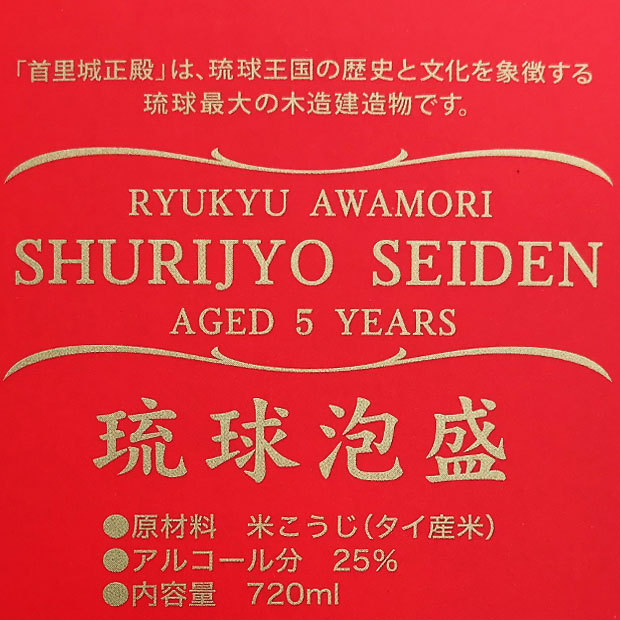 「首里城正殿」は、琉球王国の歴史と文化を象徴する
琉球最大の木造建造物です。
RYUKYU AWAMORI
SHURIJYO SEIDEN
AGED 5 YEARS
琉球泡盛
●原材料 米こうじ(タイ産米)
●アルコール分 25%
●内容量 720ml